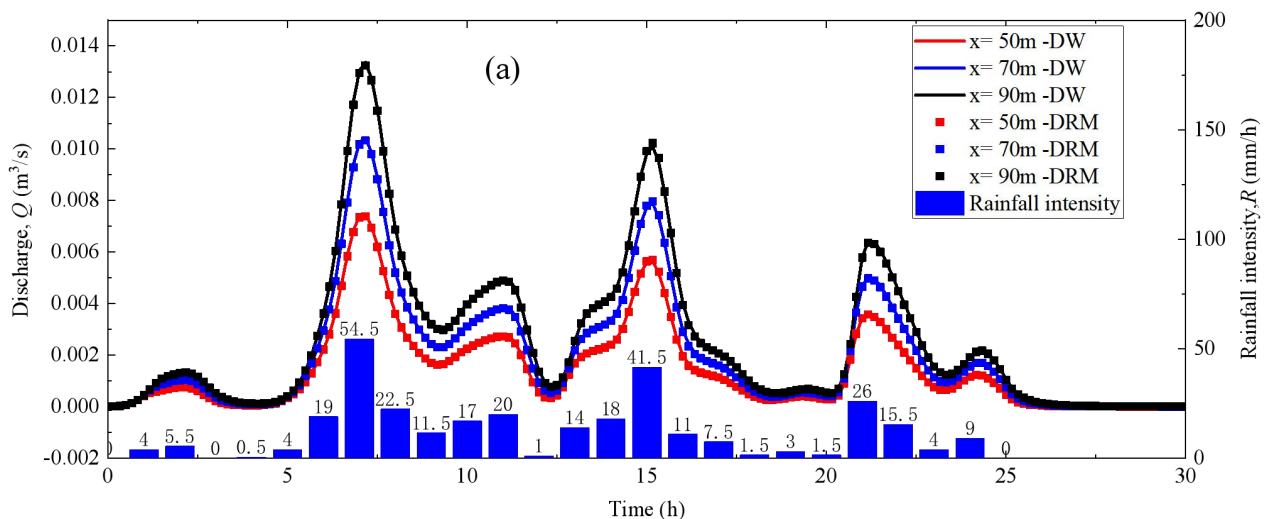 (a)
0.014
0.012
0.010
0.008
0.006
0.004
0.002
0.000
-0.002
Discharge, Q (m³/s)
x= 50m -DW
x= 70m -DW
x= 90m -DW
x= 50m -DRM
x= 70m -DRM
x= 90m -DRM
Rainfall intensity
200
150
100
50
0
Rainfall intensity,R (mm/h)
0 4 5.5 0 0.5 4 19 54.5 22.5 11.5 17 20 1 14 18 41.5 11 7.5 1.5 3 1.5 26 15.5 4 9 0
0 5 10 15 20 25 30
Time (h)